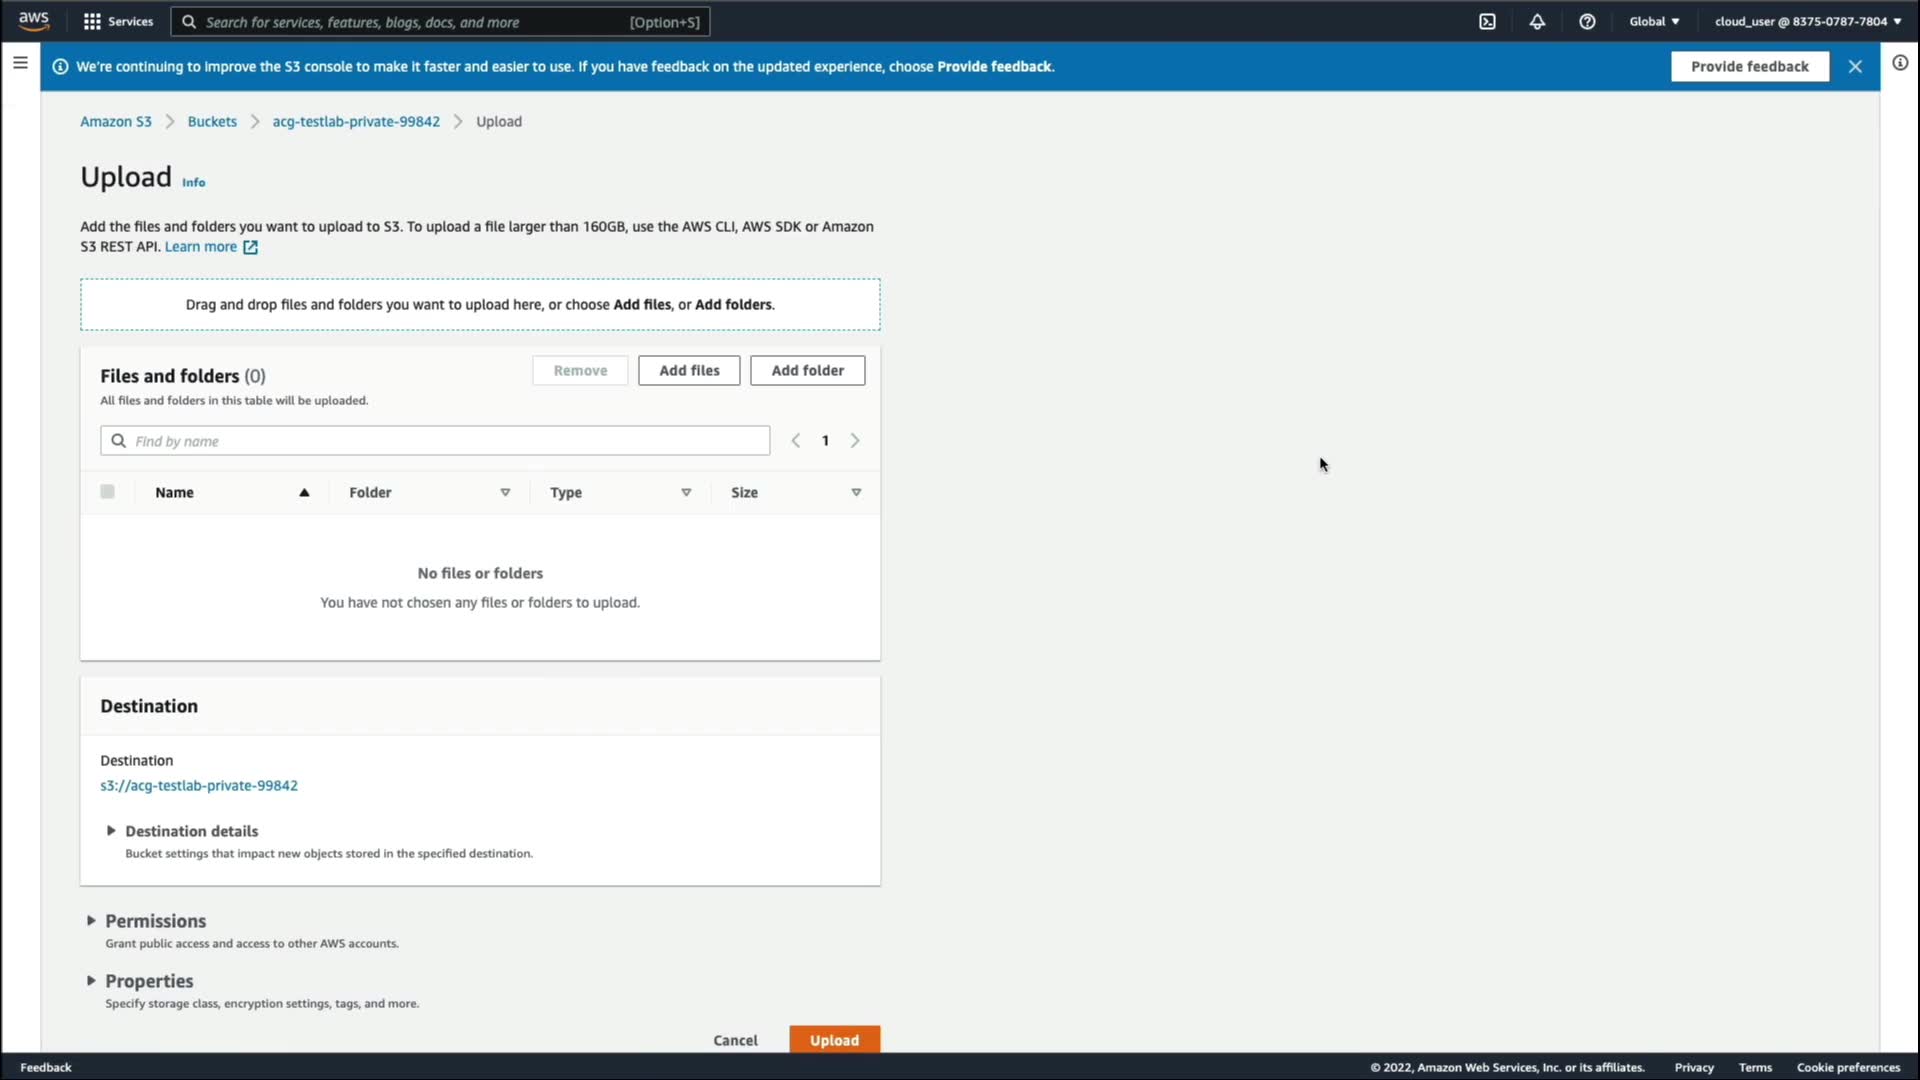 aws Services Search for services, features, blogs, docs, and more [Option+S] Global ▼ cloud_user @ 8375-0787-7804 ▼
We're continuing to improve the S3 console to make it faster and easier to use. If you have feedback on the updated experience, choose Provide feedback. Provide feedback
Amazon S3 > Buckets > acg-testlab-private-99842 > Upload
Upload Info
Add the files and folders you want to upload to S3. To upload a file larger than 160GB, use the AWS CLI, AWS SDK or Amazon
S3 REST API. Learn more
Drag and drop files and folders you want to upload here, or choose Add files, or Add folders.
Files and folders (0) Remove Add files Add folder
All files and folders in this table will be uploaded.
Find by name 1
Name Folder Type Size
No files or folders
You have not chosen any files or folders to upload.
Destination
Destination
s3://acg-testlab-private-99842
Destination details
Bucket settings that impact new objects stored in the specified destination.
Permissions
Grant public access and access to other AWS accounts.
Properties
Specify storage class, encryption settings, tags, and more.
Cancel Upload
Feedback © 2022, Amazon Web Services, Inc. or its affiliates. Privacy Terms Cookie preferences